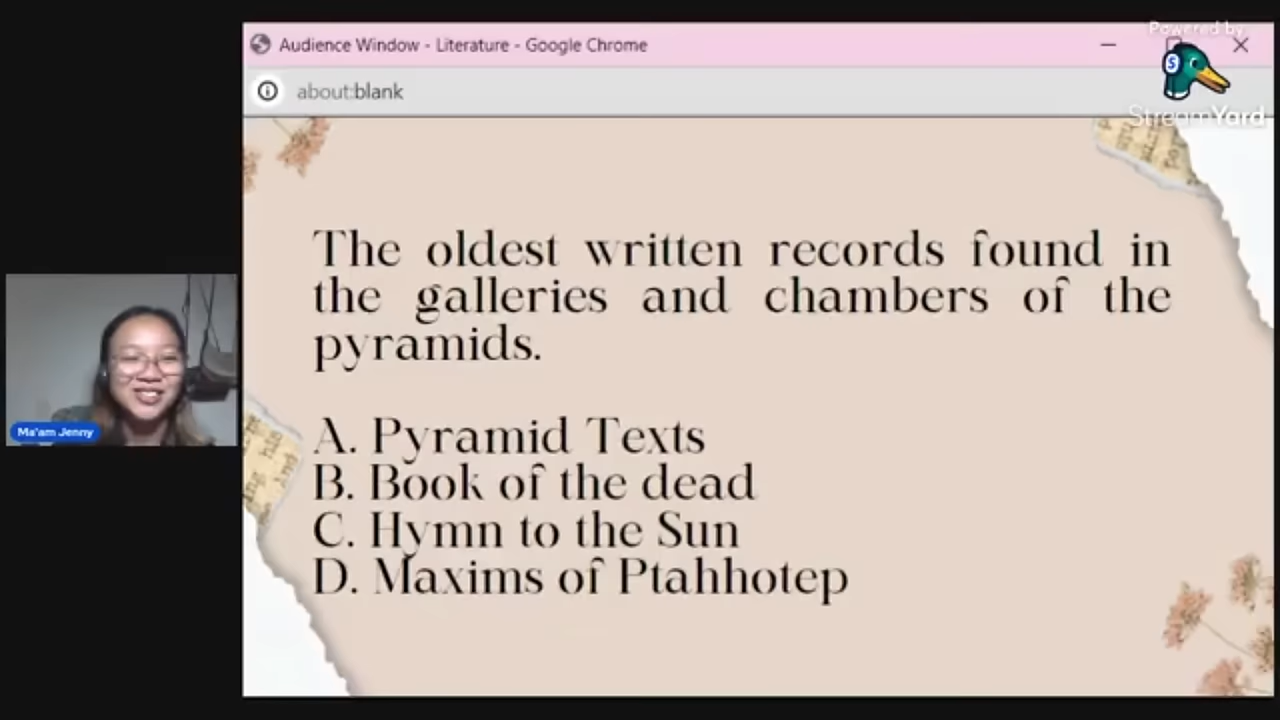 Audience Window - Literature - Google Chrome
about:blank
Powered by
StreamYard
The oldest written records found in
the galleries and chambers of the
pyramids.
A. Pyramid Texts
B. Book of the dead
C. Hymn to the Sun
D. Maxims of Ptahhotep
Ma'am Jenny